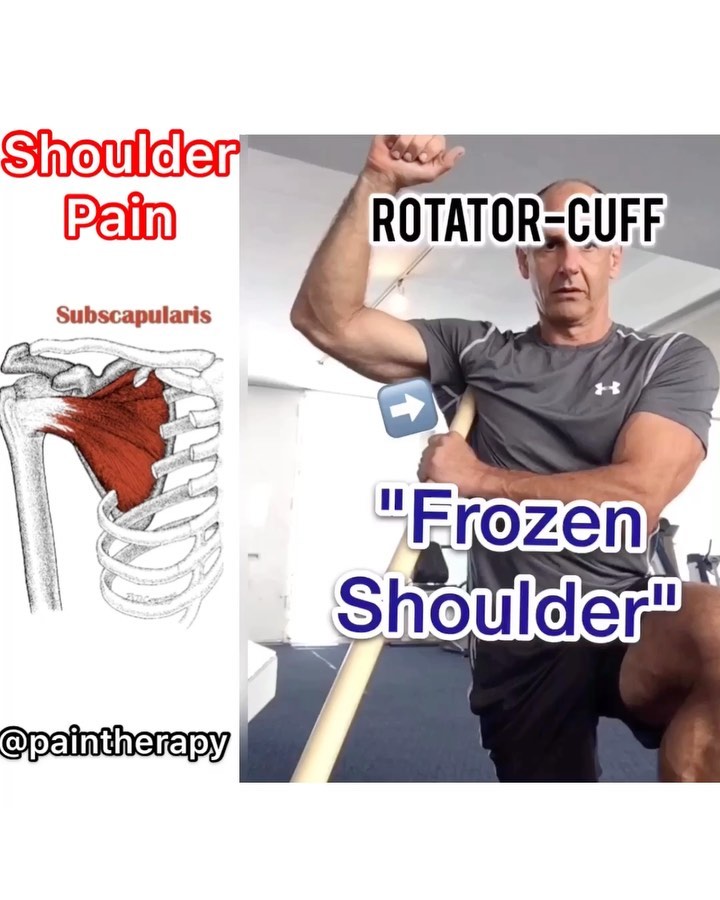 Shoulder
Pain
ROTATOR-CUFF
Subscapularis
"Frozen
Shoulder"
@paintherapy